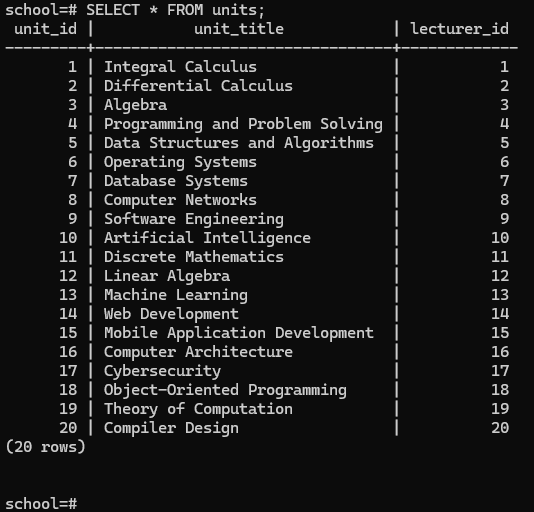 school=# SELECT * FROM units;
 unit_id |           unit_title            | lecturer_id
---------+---------------------------------+-------------
       1 | Integral Calculus               |           1
       2 | Differential Calculus           |           2
       3 | Algebra                         |           3
       4 | Programming and Problem Solving |           4
       5 | Data Structures and Algorithms  |           5
       6 | Operating Systems               |           6
       7 | Database Systems                |           7
       8 | Computer Networks               |           8
       9 | Software Engineering            |           9
      10 | Artificial Intelligence         |          10
      11 | Discrete Mathematics            |          11
      12 | Linear Algebra                  |          12
      13 | Machine Learning                |          13
      14 | Web Development                 |          14
      15 | Mobile Application Development  |          15
      16 | Computer Architecture           |          16
      17 | Cybersecurity                   |          17
      18 | Object-Oriented Programming     |          18
      19 | Theory of Computation           |          19
      20 | Compiler Design                 |          20
(20 rows)
school=#